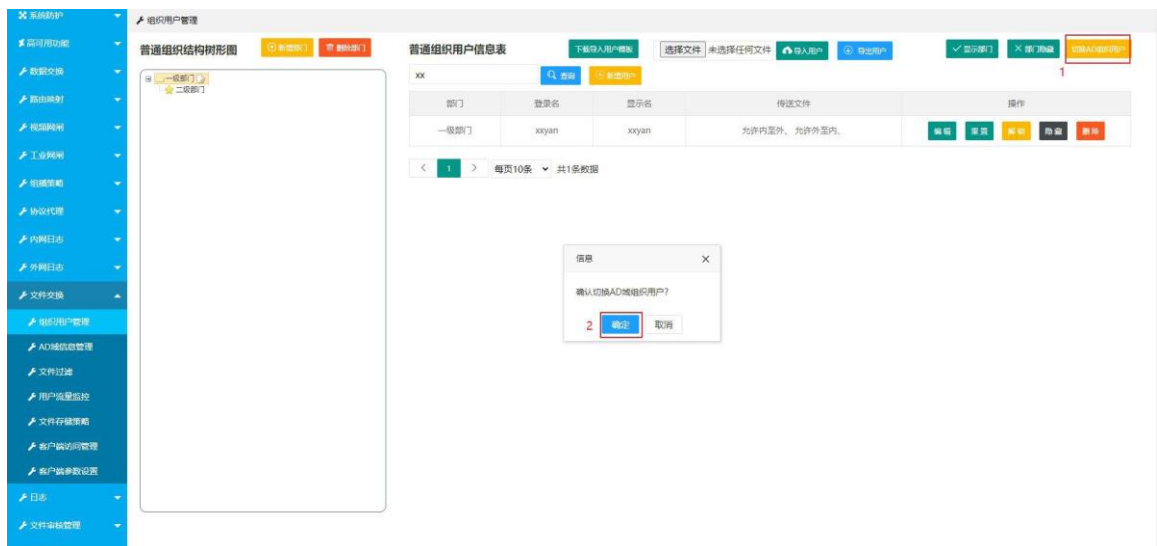 系统防护
高可用功能
数据交换
路由映射
视频网闸
工业网闸
组播策略
协议代理
内网日志
外网日志
文件交换
组织用户管理
AD域信息管理
文件过滤
用户流量监控
文件存储策略
客户端访问管理
客户端参数设置
日志
文件审核管理
组织用户管理
普通组织结构树形图 新增部门 删除部门
一级部门
二级部门
普通组织用户信息表 下载导入用户模板 选择文件 未选择任何文件 导入用户 导出用户 显示部门 部门隐藏 切换AD组织用户
1
xx 查询 新增用户
部门 登录名 显示名 传送文件 操作
一级部门 xxyan xxyan 允许内至外、允许外至内、 编辑 重置 解锁 隐藏 删除
< 1 > 每页10条 共1条数据
信息
确认切换AD域组织用户?
2 确定 取消